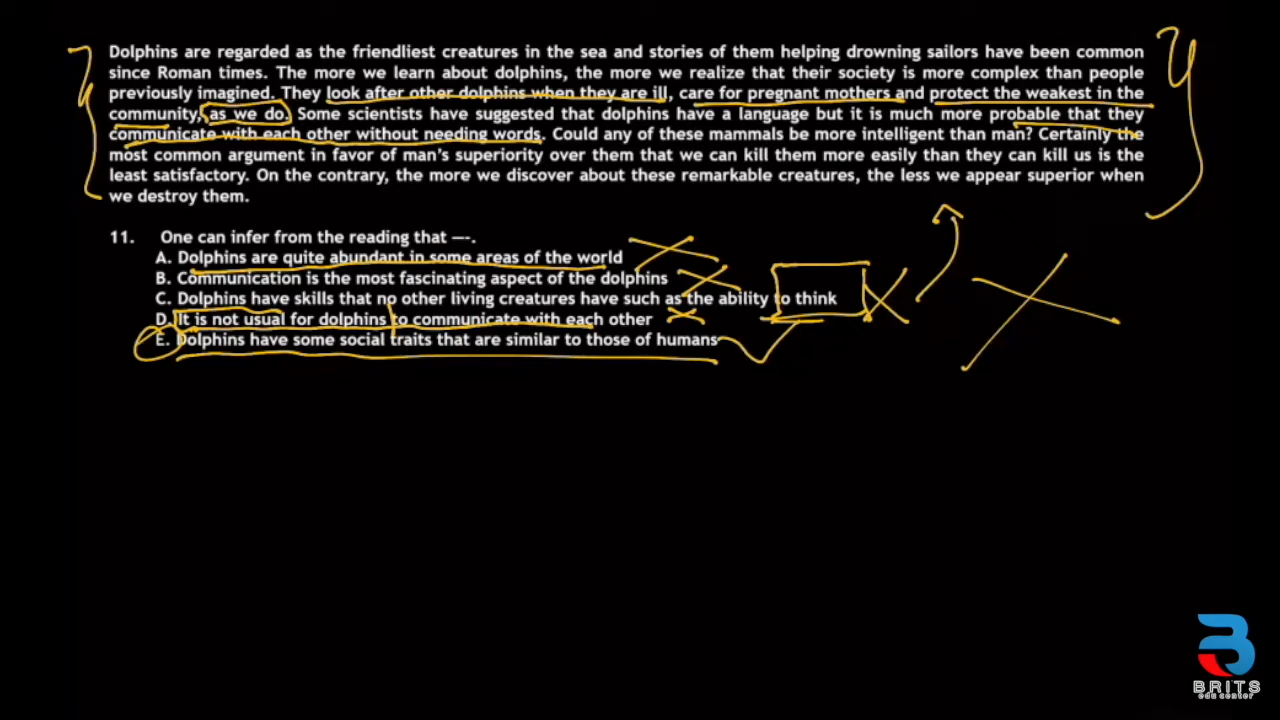 Dolphins are regarded as the friendliest creatures in the sea and stories of them helping drowning sailors have been common
since Roman times. The more we learn about dolphins, the more we realize that their society is more complex than people
previously imagined. They look after other dolphins when they are ill, care for pregnant mothers and protect the weakest in the
community, as we do. Some scientists have suggested that dolphins have a language but it is much more probable that they
communicate with each other without needing words. Could any of these mammals be more intelligent than man? Certainly the
most common argument in favor of man's superiority over them that we can kill them more easily than they can kill us is the
least satisfactory. On the contrary, the more we discover about these remarkable creatures, the less we appear superior when
we destroy them.
11. One can infer from the reading that —-.
A. Dolphins are quite abundant in some areas of the world
B. Communication is the most fascinating aspect of the dolphins
C. Dolphins have skills that no other living creatures have such as the ability to think
D. It is not usual for dolphins to communicate with each other
E. Dolphins have some social traits that are similar to those of humans
BRITS
edu center